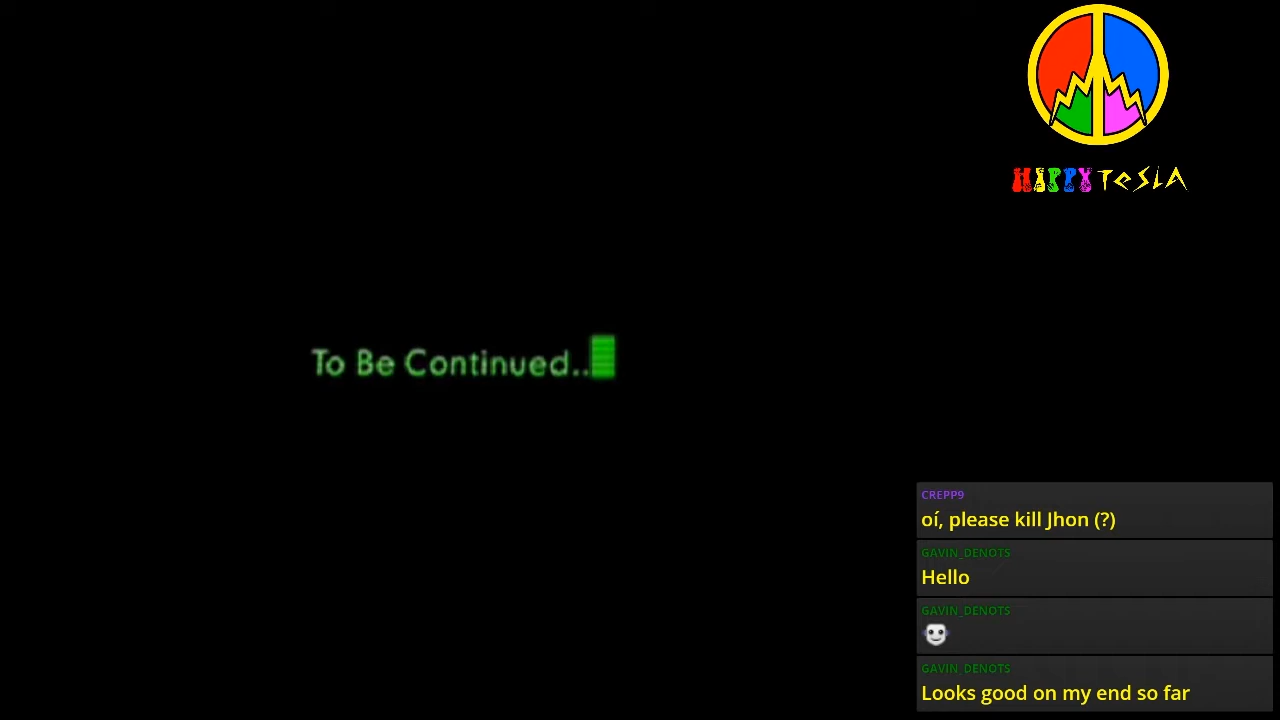 HAPPY TeSLA
To Be Continued..
CREPP9
oí, please kill Jhon (?)
GAVIN_DENOTS
Hello
GAVIN_DENOTS
GAVIN_DENOTS
Looks good on my end so far